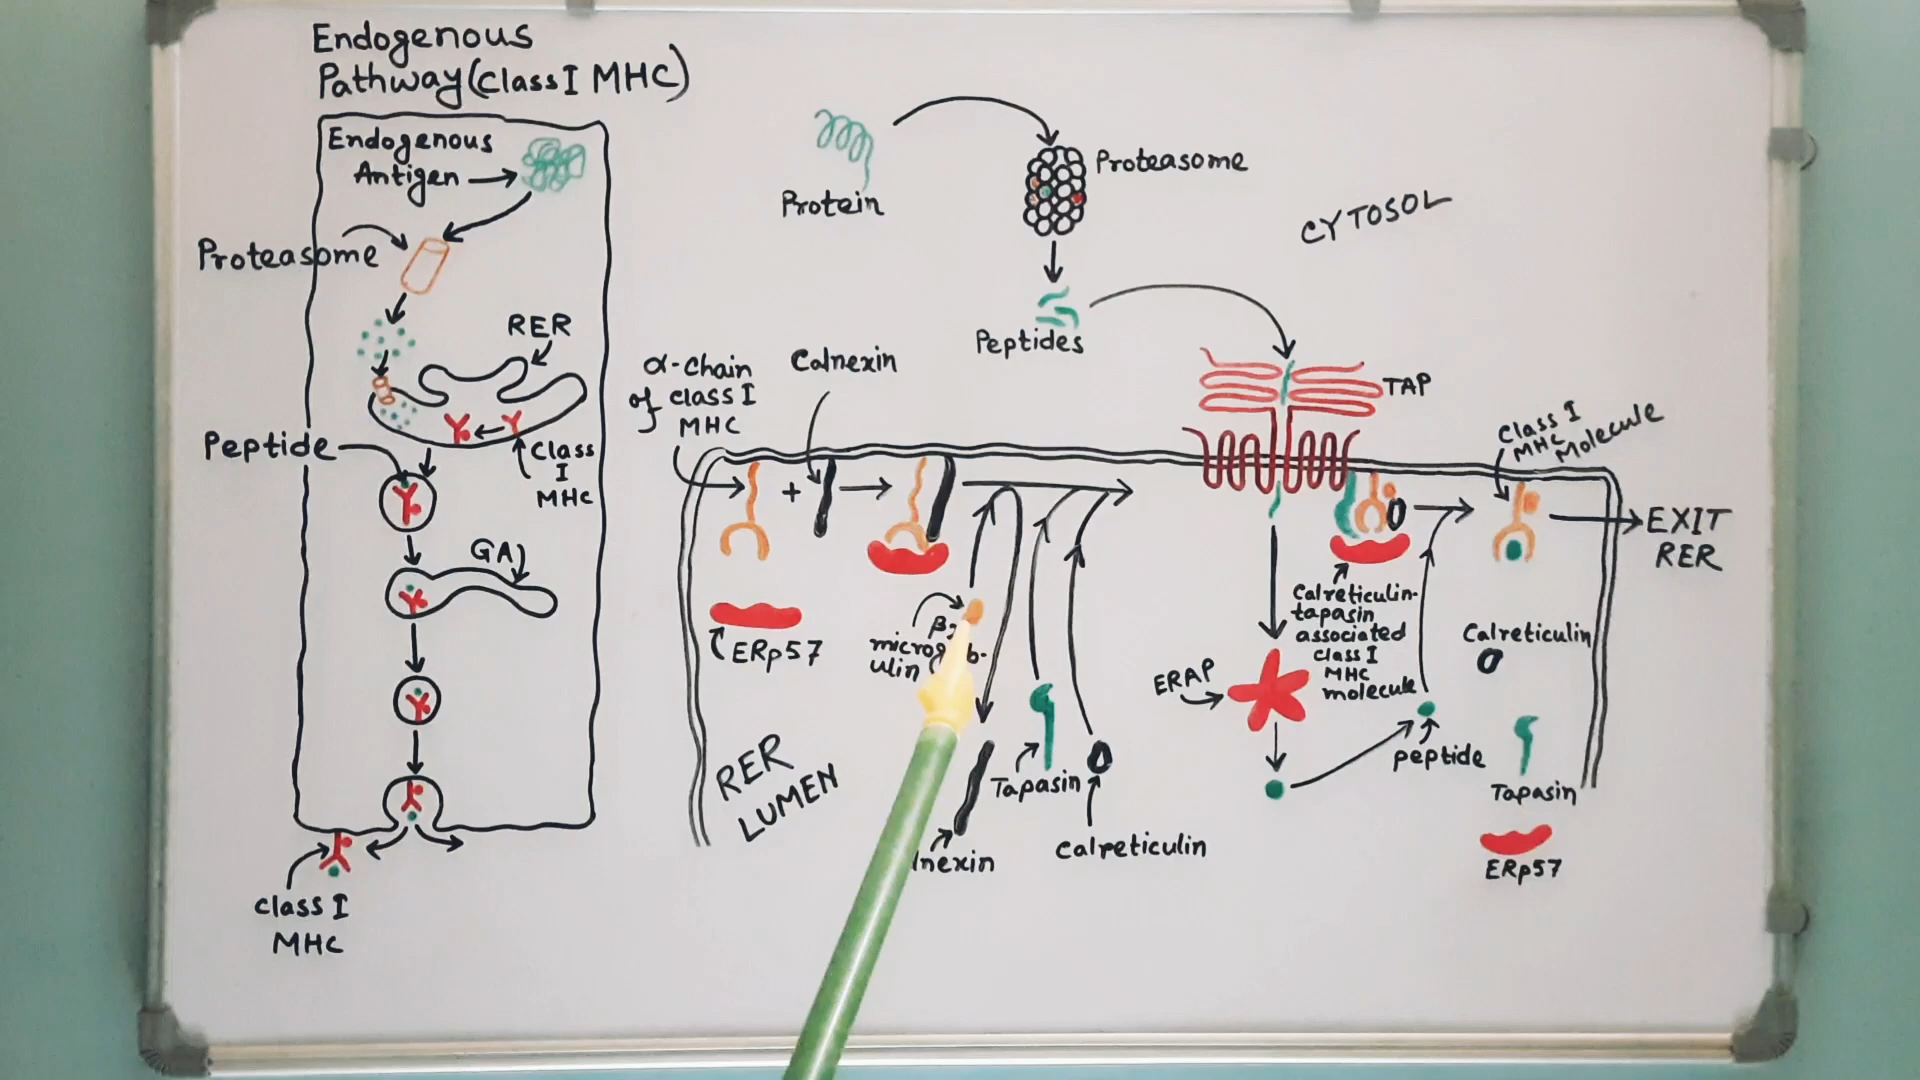 Endogenous
Pathway (Class I MHC)
Endogenous
Antigen
Proteasome
RER
Peptide
Class
I
MHC
GA
Class I
MHC
Protein
Proteasome
CYTOSOL
Peptides
TAP
α-chain
of class I
MHC
Calnexin
Class I
MHC
Molecule
EXIT
RER
ERp57
β
ulin
Calreticulin-
tapasin
associated
class I
MHC
molecule
Calreticulin
ERAP
peptide
Tapasin
ERp57
RER
LUMEN
Tapasin
Calreticulin